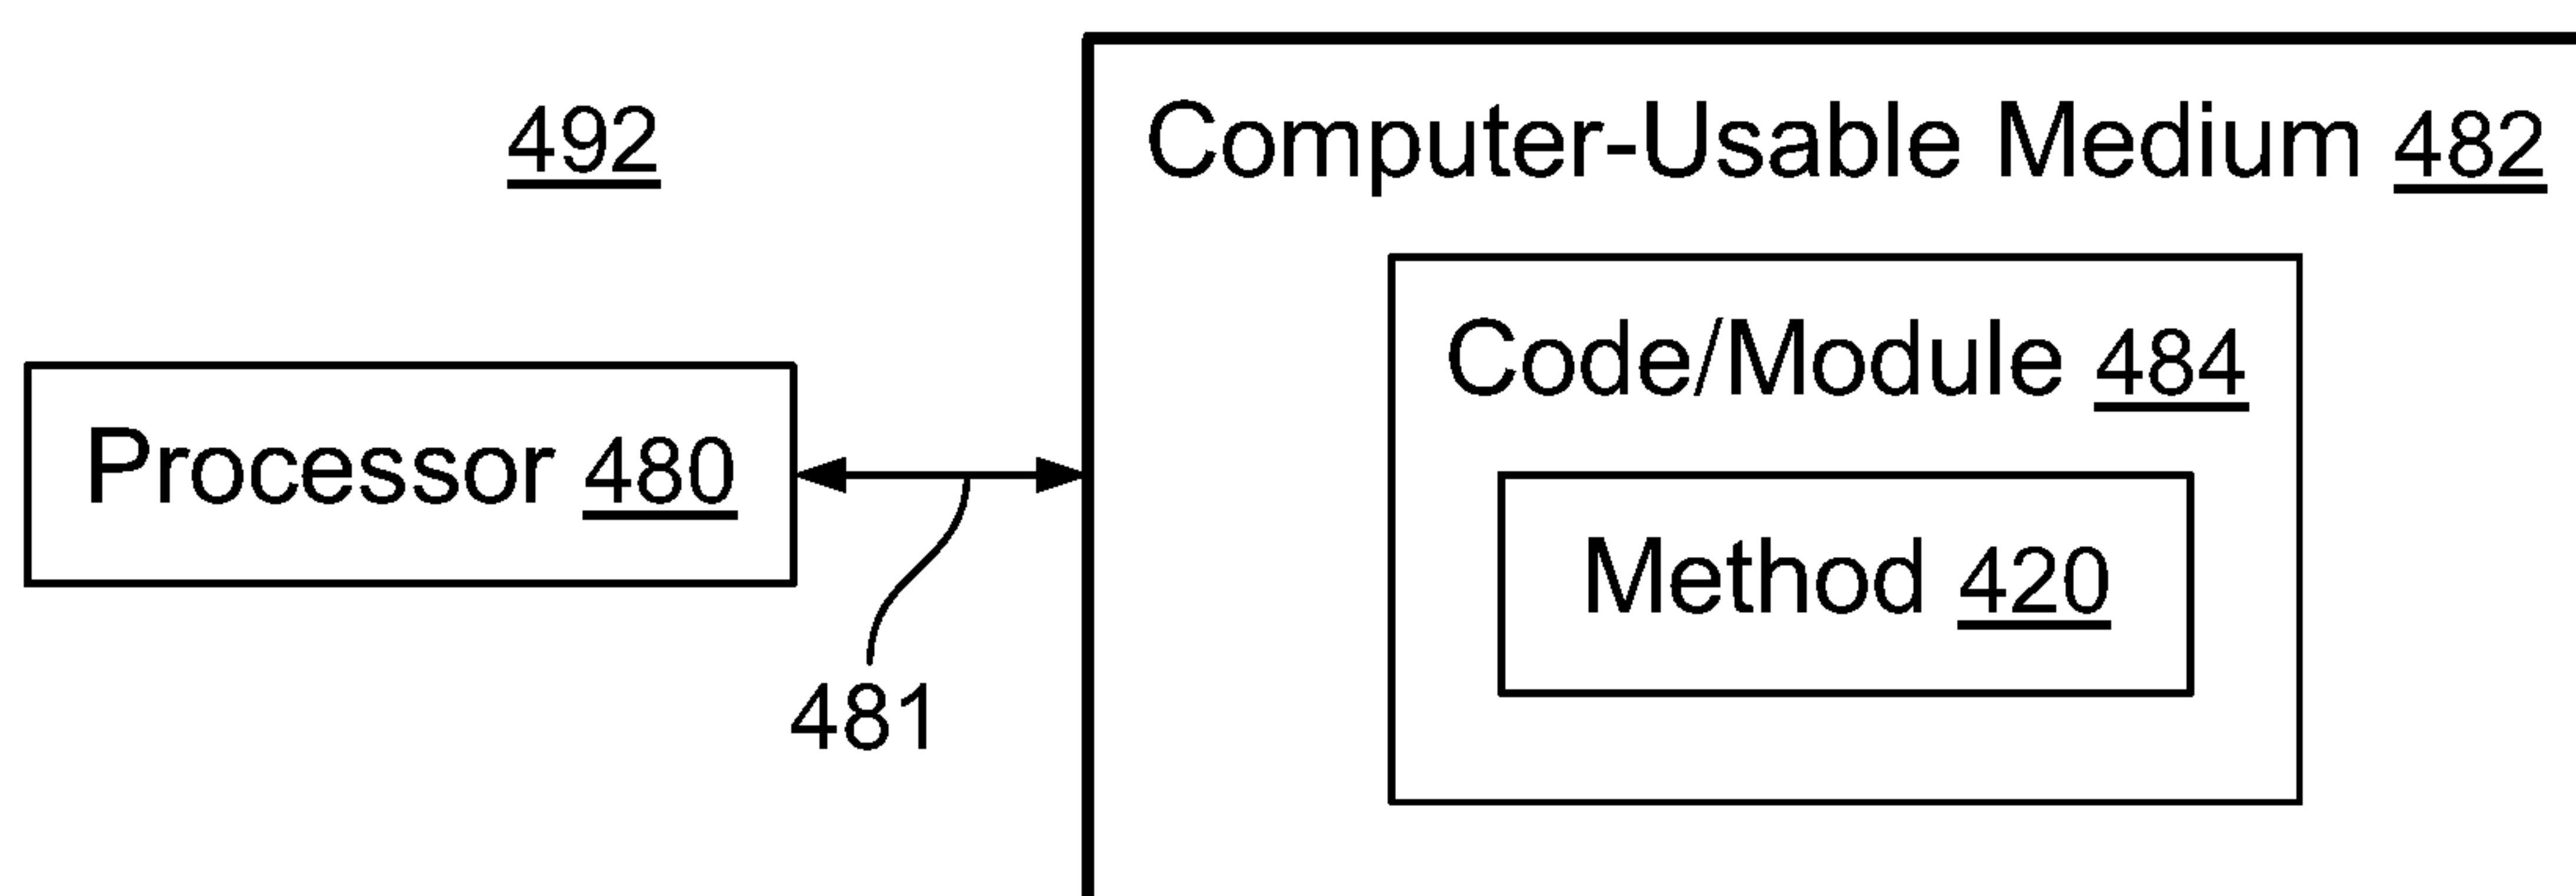 492
Computer-Usable Medium 482
Code/Module 484
Processor 480
Method 420
481